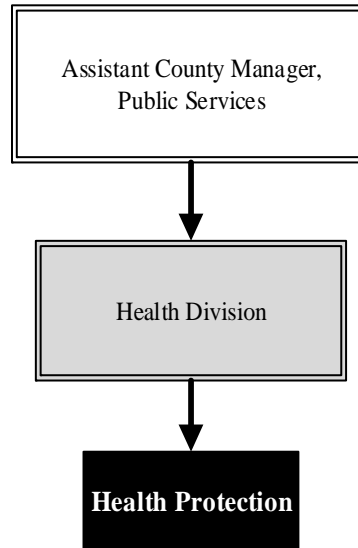 Assistant County Manager,
Public Services
Health Division
Health Protection